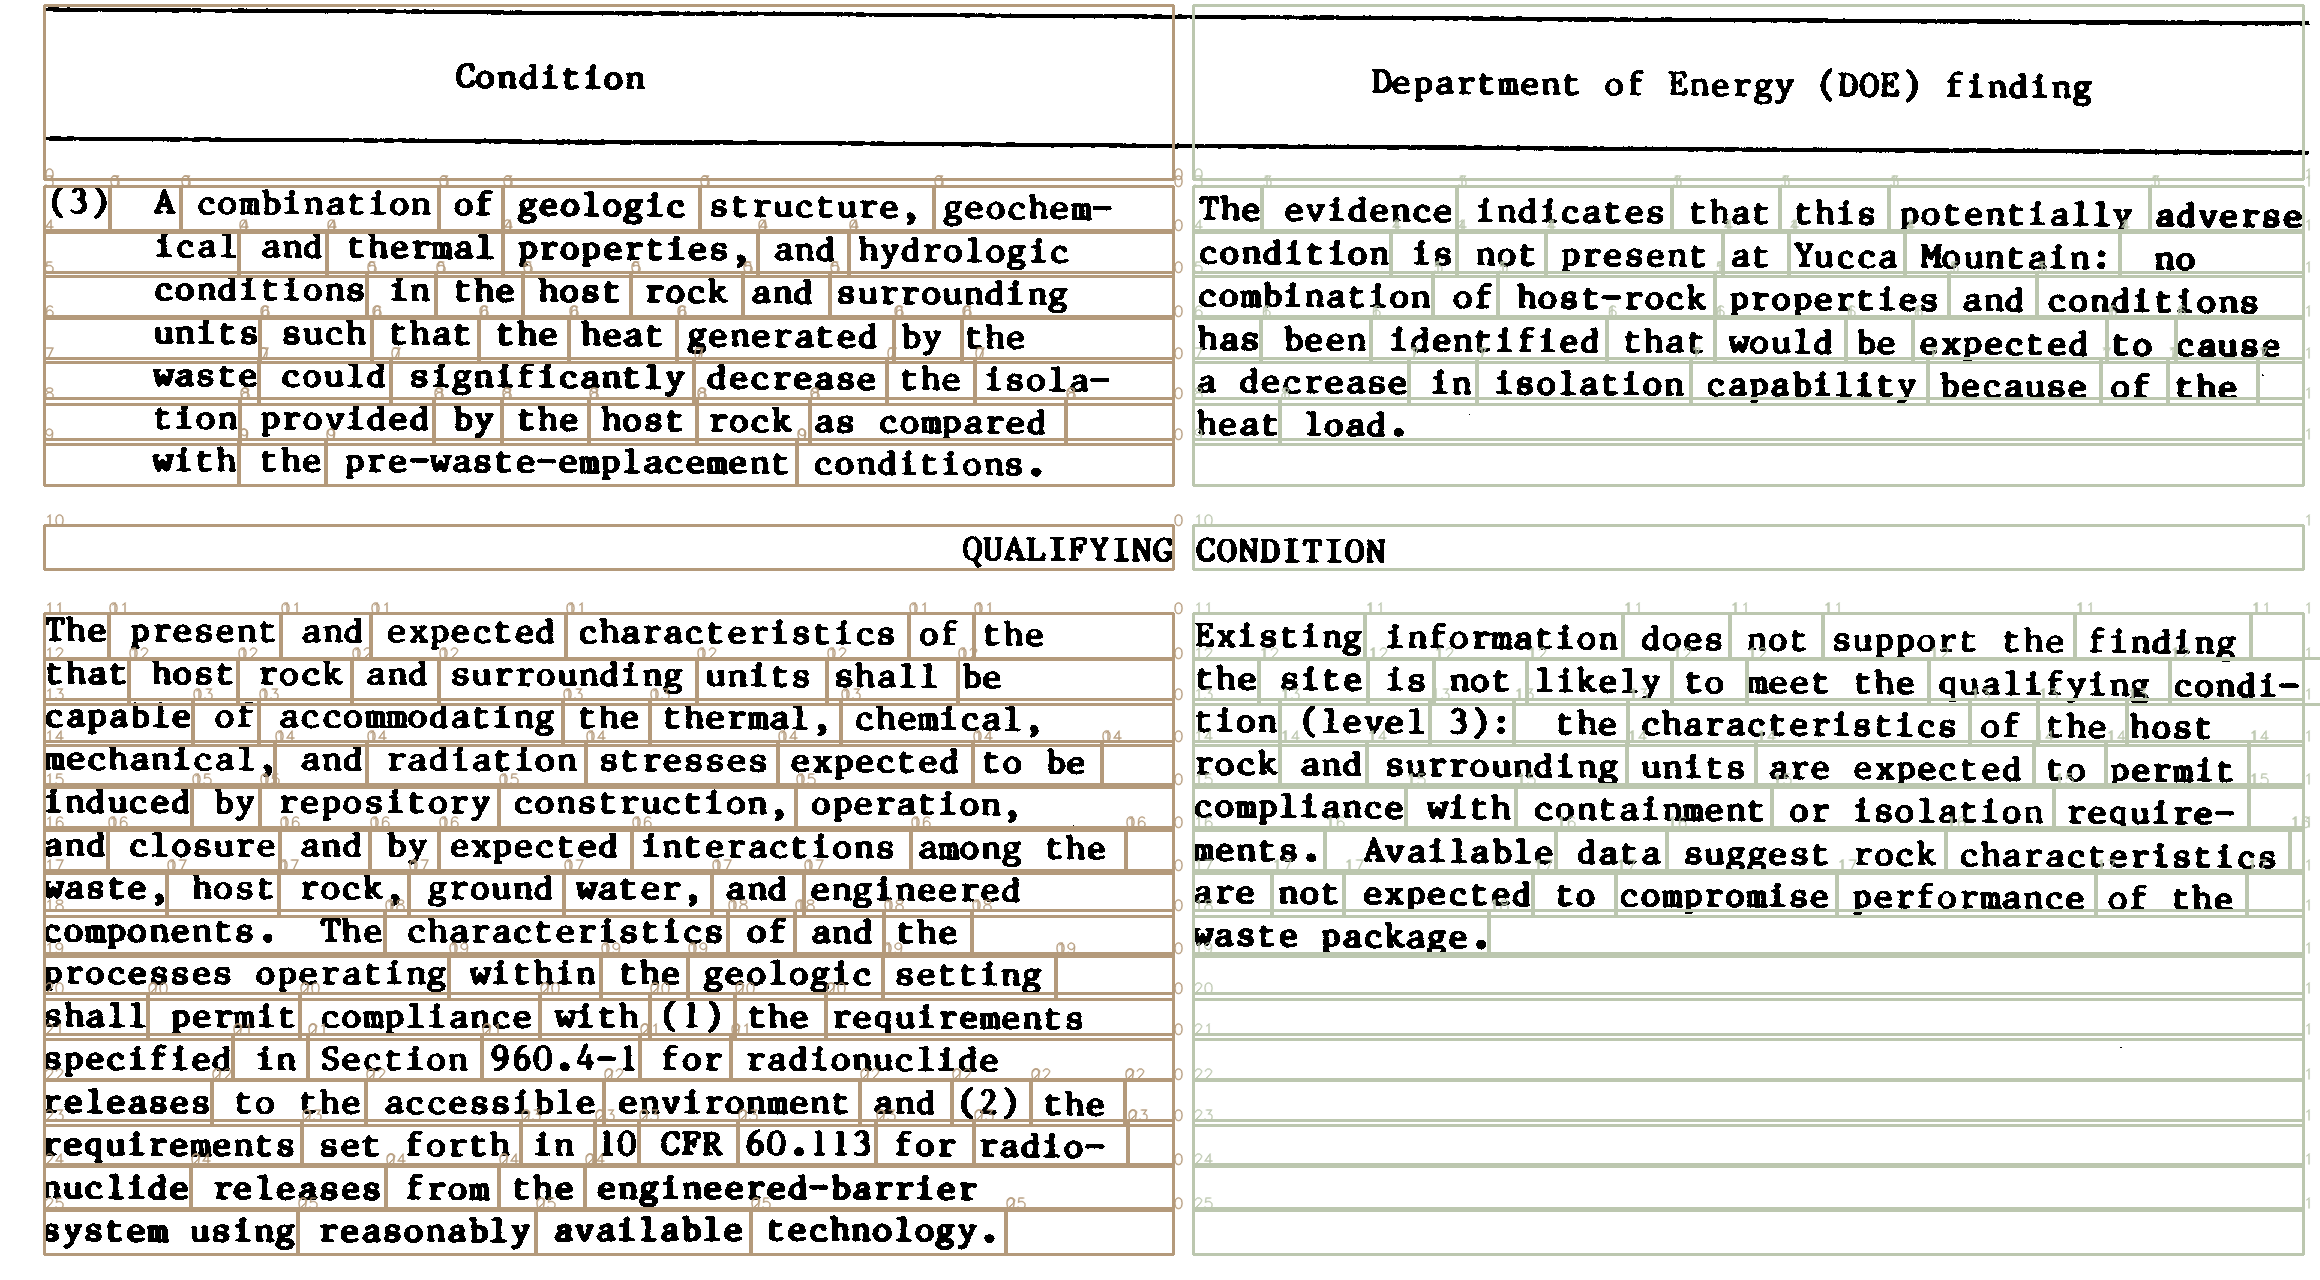 Condition
Department of Energy (DOE) finding
(3) A combination of geologic structure, geochem-
ical and thermal properties, and hydrologic
conditions in the host rock and surrounding
units such that the heat generated by the
waste could significantly decrease the isola-
tion provided by the host rock as compared
with the pre-waste-emplacement conditions.
The evidence indicates that this potentially adverse
condition is not present at Yucca Mountain: no
combination of host-rock properties and conditions
has been identified that would be expected to cause
a decrease in isolation capability because of the
heat load.
QUALIFYING CONDITION
The present and expected characteristics of the
that host rock and surrounding units shall be
capable of accommodating the thermal, chemical,
mechanical, and radiation stresses expected to be
induced by repository construction, operation,
and closure and by expected interactions among the
waste, host rock, ground water, and engineered
components. The characteristics of and the
processes operating within the geologic setting
shall permit compliance with (1) the requirements
specified in Section 960.4-1 for radionuclide
releases to the accessible environment and (2) the
requirements set forth in 10 CFR 60.113 for radio-
nuclide releases from the engineered-barrier
system using reasonably available technology.
Existing information does not support the finding
the site is not likely to meet the qualifying condi-
tion (level 3): the characteristics of the host
rock and surrounding units are expected to permit
compliance with containment or isolation require-
ments. Available data suggest rock characteristics
are not expected to compromise performance of the
waste package.